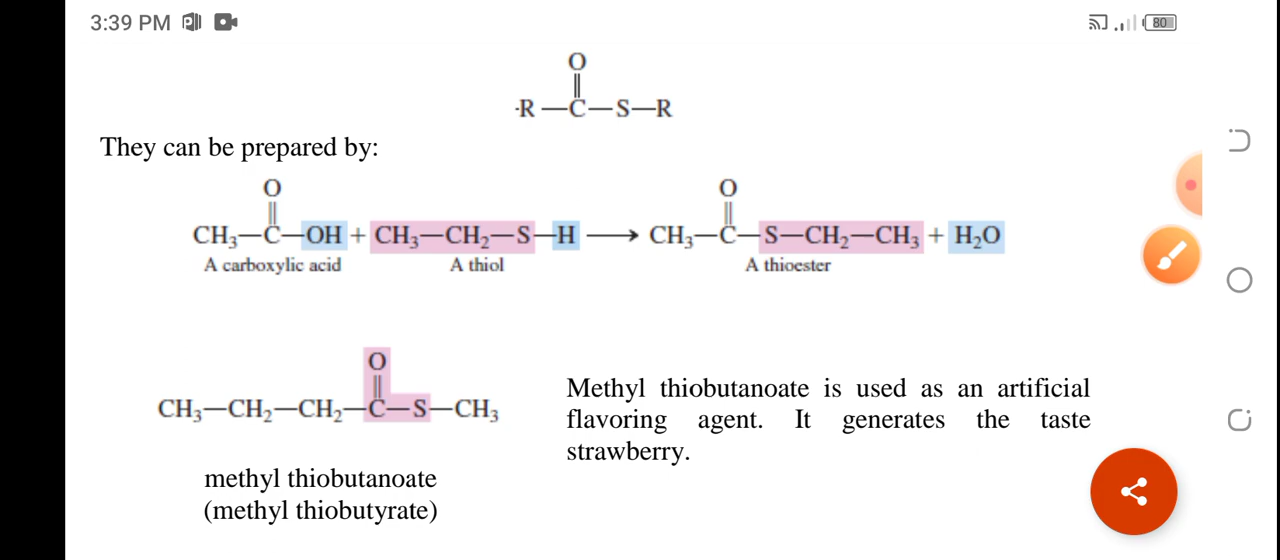 3:39 PM
80
O
·R—C—S—R
They can be prepared by:
O O
CH₃—C—OH + CH₃—CH₂—S—H ⟶ CH₃—C—S—CH₂—CH₃ + H₂O
A carboxylic acid A thiol A thioester
O
CH₃—CH₂—CH₂—C—S—CH₃
methyl thiobutanoate
(methyl thiobutyrate)
Methyl thiobutanoate is used as an artificial
flavoring agent. It generates the taste
strawberry.